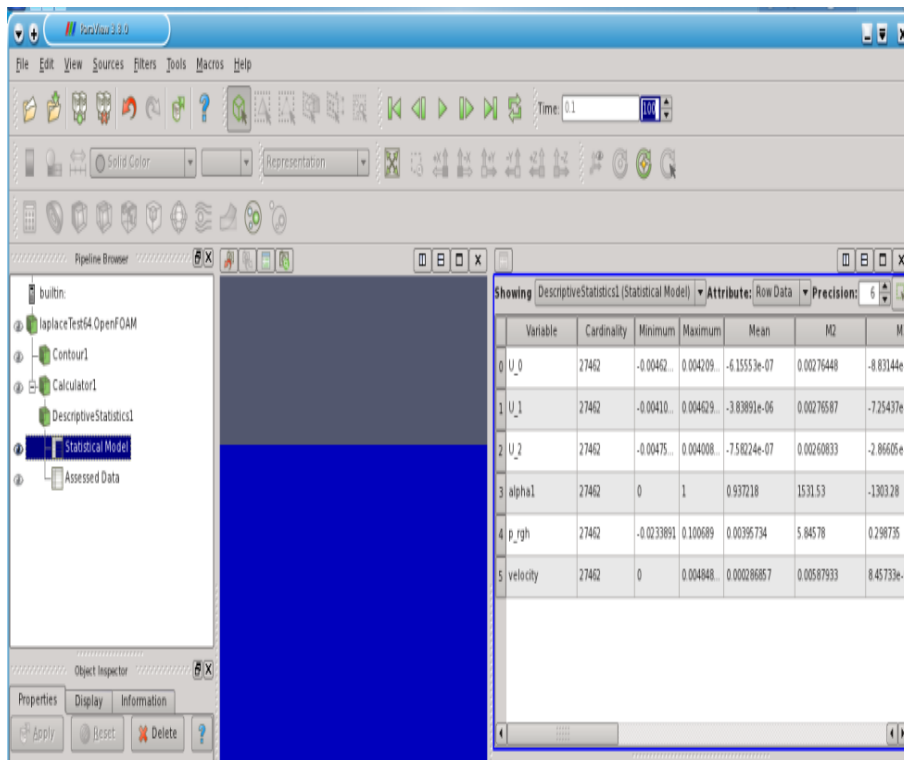 ParaView 3.8.0
File Edit View Sources Filters Tools Macros Help
Time: 0.1 100
Solid Color Representation
Pipeline Browser
builtin:
laplaceTest64.OpenFOAM
Contour1
Calculator1
DescriptiveStatistics1
Statistical Model
Assessed Data
Object Inspector
Properties Display Information
Apply Reset Delete ?
Showing DescriptiveStatistics1 (Statistical Model) Attribute: Row Data Precision: 6
Variable Cardinality Minimum Maximum Mean M2 M
0 U_0 27462 -0.00462... 0.004209... -6.15553e-07 0.00276448 -8.83144e
1 U_1 27462 -0.00410... 0.004629... -3.83891e-06 0.00276587 -7.25437e
2 U_2 27462 -0.00475... 0.004008... -7.58224e-07 0.00260833 -2.86605e
3 alpha1 27462 0 1 0.937218 1531.53 -1303.28
4 p_rgh 27462 -0.0233891 0.100689 0.00395734 5.84578 0.298735
5 velocity 27462 0 0.004848... 0.000286857 0.00587933 8.45733e-